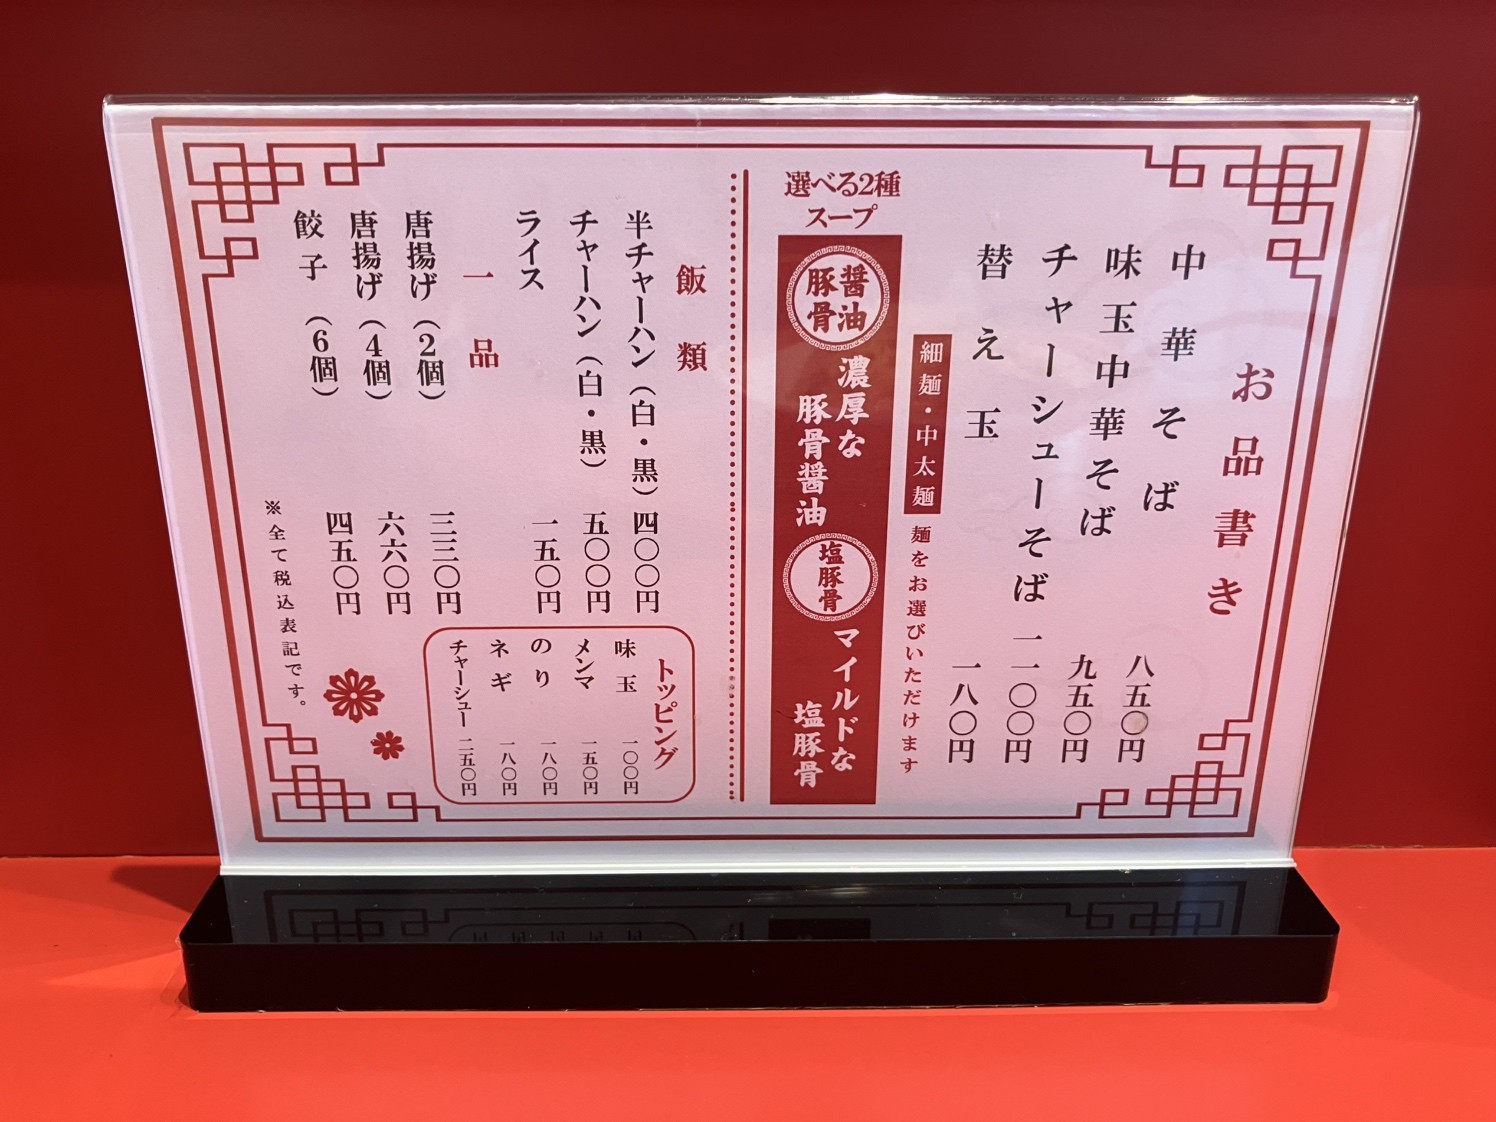 お品書き
中華そば 八五〇円
味玉中華そば 九五〇円
チャーシューそば 一一〇〇円
替え玉 一八〇円
細麺・中太麺 麺をお選びいただけます
選べる2種
スープ
醤油
豚骨
濃厚な
豚骨醤油
塩豚骨
マイルドな
塩豚骨
飯類
半チャーハン（白・黒） 四〇〇円
チャーハン（白・黒） 五〇〇円
ライス 一五〇円
一品
唐揚げ（2個） 三三〇円
唐揚げ（4個） 六六〇円
餃子（6個） 四五〇円
※全て税込表記です。
トッピング
味玉 一〇〇円
メンマ 一五〇円
のり 一八〇円
ネギ 一八〇円
チャーシュー 二五〇円